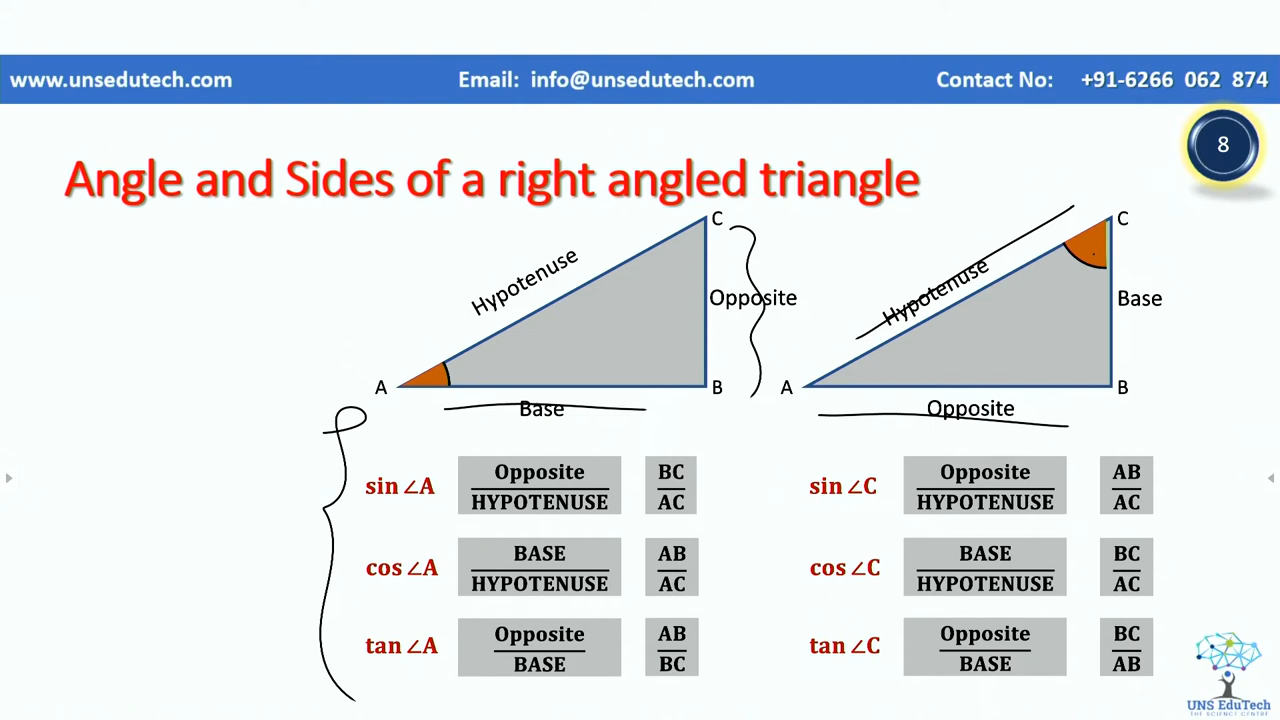 www.unsedutech.com Email: info@unsedutech.com Contact No: +91-6266 062 874
8
Angle and Sides of a right angled triangle
C
Hypotenuse
Opposite
A
B
Base
C
Hypotenuse
Base
A
B
Opposite
sin ∠A
Opposite
HYPOTENUSE
BC
AC
cos ∠A
BASE
HYPOTENUSE
AB
AC
tan ∠A
Opposite
BASE
AB
BC
sin ∠C
Opposite
HYPOTENUSE
AB
AC
cos ∠C
BASE
HYPOTENUSE
BC
AC
tan ∠C
Opposite
BASE
BC
AB
UNS EduTech
THE SCIENCE CENTRE